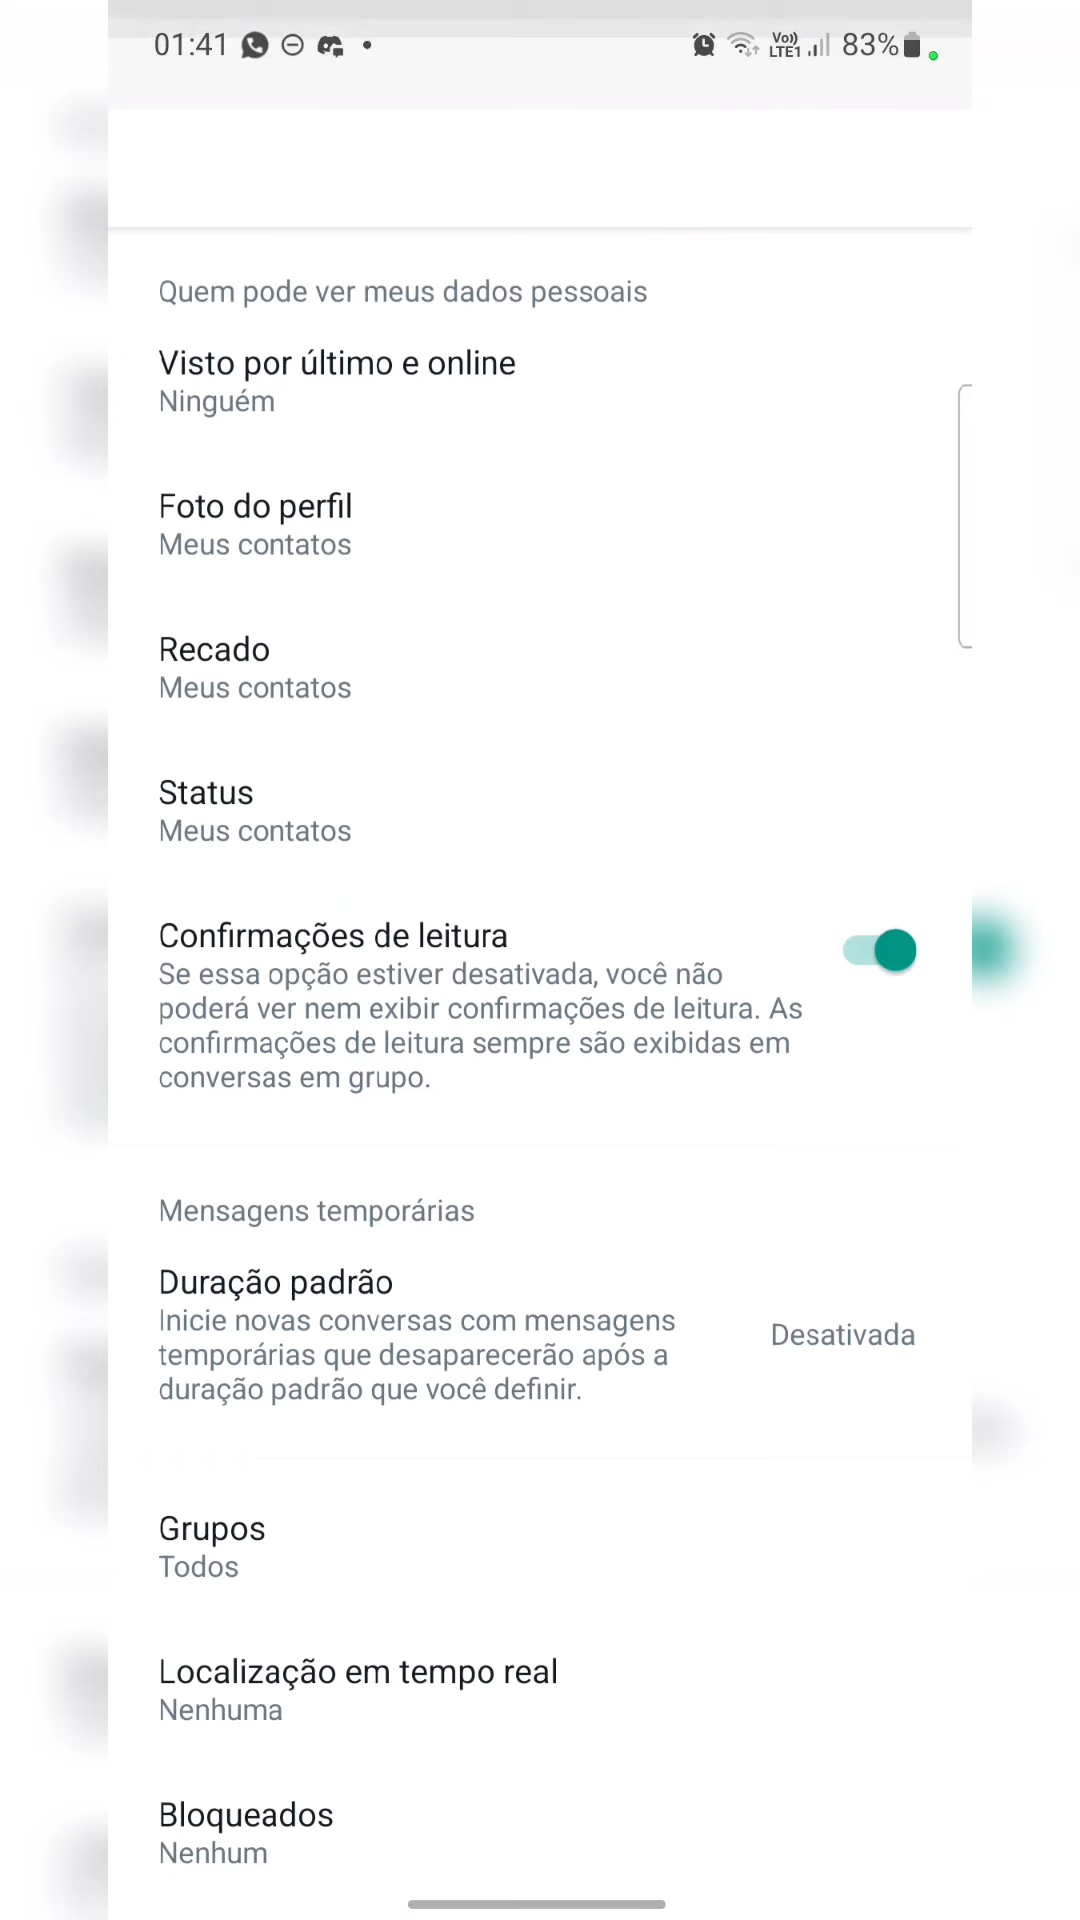 01:41
Vo))
LTE1
83%
Quem pode ver meus dados pessoais
Visto por último e online
Ninguém
Foto do perfil
Meus contatos
Recado
Meus contatos
Status
Meus contatos
Confirmações de leitura
Se essa opção estiver desativada, você não
poderá ver nem exibir confirmações de leitura. As
confirmações de leitura sempre são exibidas em
conversas em grupo.
Mensagens temporárias
Duração padrão
Inicie novas conversas com mensagens
temporárias que desaparecerão após a
duração padrão que você definir.
Desativada
Grupos
Todos
Localização em tempo real
Nenhuma
Bloqueados
Nenhum